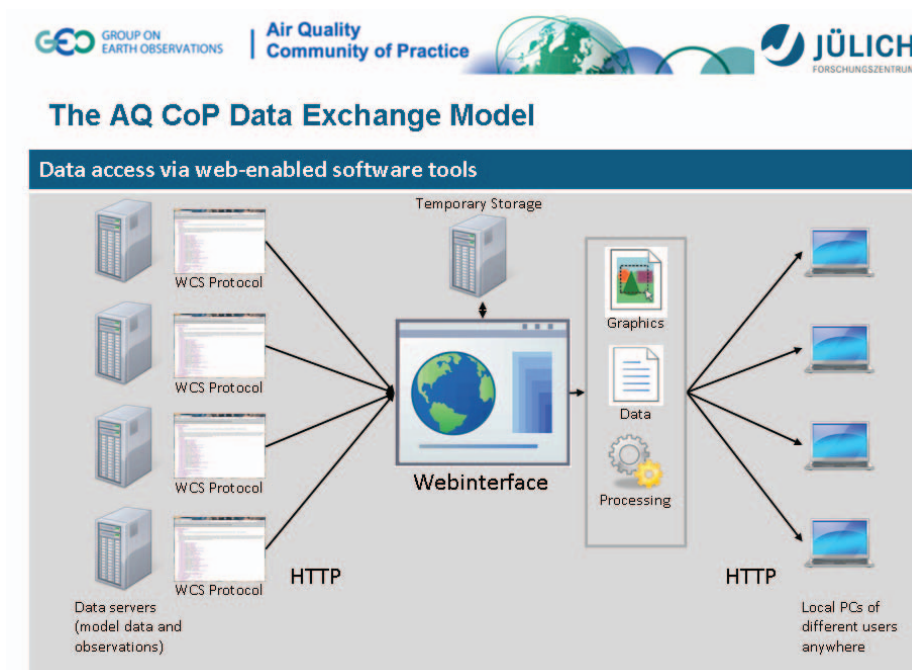 GEO GROUP ON
EARTH OBSERVATIONS
Air Quality
Community of Practice
JÜLICH
FORSCHUNGSZENTRUM
The AQ CoP Data Exchange Model
Data access via web-enabled software tools
Temporary Storage
WCS Protocol
Graphics
WCS Protocol
Data
WCS Protocol
Webinterface
Processing
WCS Protocol
HTTP
HTTP
Data servers
(model data and
observations)
Local PCs of
different users
anywhere